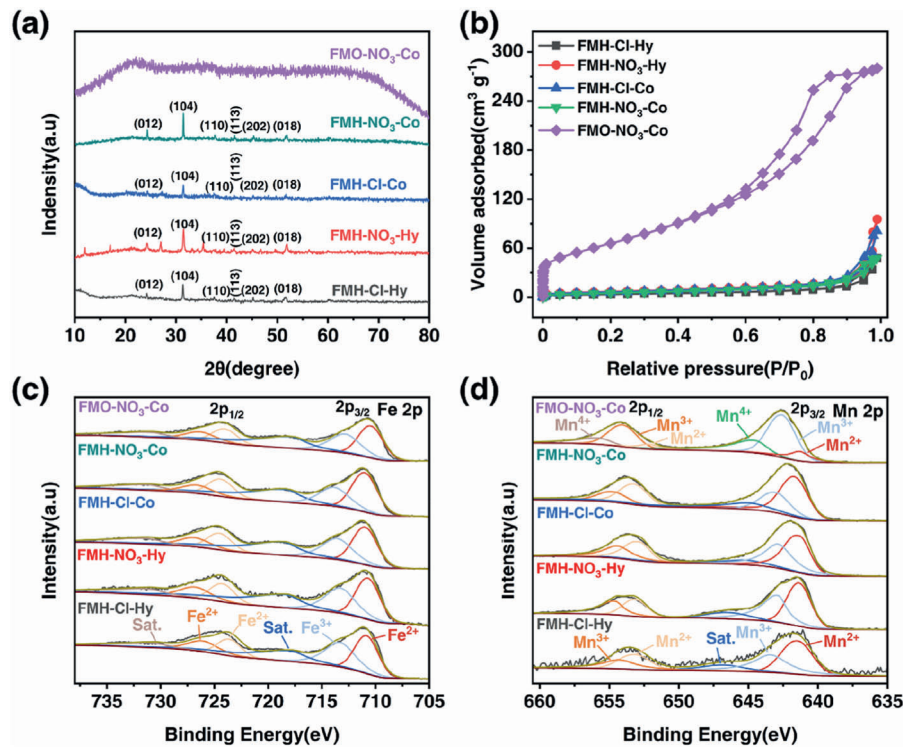 (a)
FMO-NO₃-Co
FMH-NO₃-Co
(012)
(104)
(110)
(113)
(202)
(018)
FMH-Cl-Co
(012)
(104)
(110)
(113)
(202)
(018)
FMH-NO₃-Hy
(012)
(104)
(110)
(113)
(202)
(018)
FMH-Cl-Hy
(012)
(104)
(110)
(113)
(202)
(018)
Indensity(a.u)
10 20 30 40 50 60 70 80
2θ(degree)
(b)
FMH-Cl-Hy
FMH-NO₃-Hy
FMH-Cl-Co
FMH-NO₃-Co
FMO-NO₃-Co
Volume adsorbed(cm³ g⁻¹)
300
240
180
120
60
0
0.0 0.2 0.4 0.6 0.8 1.0
Relative pressure(P/P₀)
(c)
FMO-NO₃-Co
2p₁/₂
2p₃/₂ Fe 2p
FMH-NO₃-Co
FMH-Cl-Co
FMH-NO₃-Hy
FMH-Cl-Hy
Sat.
Fe²⁺
Fe²⁺
Sat.
Fe³⁺
Fe²⁺
Intensity(a.u)
735 730 725 720 715 710 705
Binding Energy(eV)
(d)
FMO-NO₃-Co
2p₁/₂
2p₃/₂ Mn 2p
Mn⁴⁺
Mn³⁺
Mn²⁺
Mn⁴⁺
Mn³⁺
Mn²⁺
FMH-NO₃-Co
FMH-Cl-Co
FMH-NO₃-Hy
FMH-Cl-Hy
Mn³⁺
Mn²⁺
Sat.
Mn³⁺
Mn²⁺
Intensity(a.u)
660 655 650 645 640 635
Binding Energy(eV)